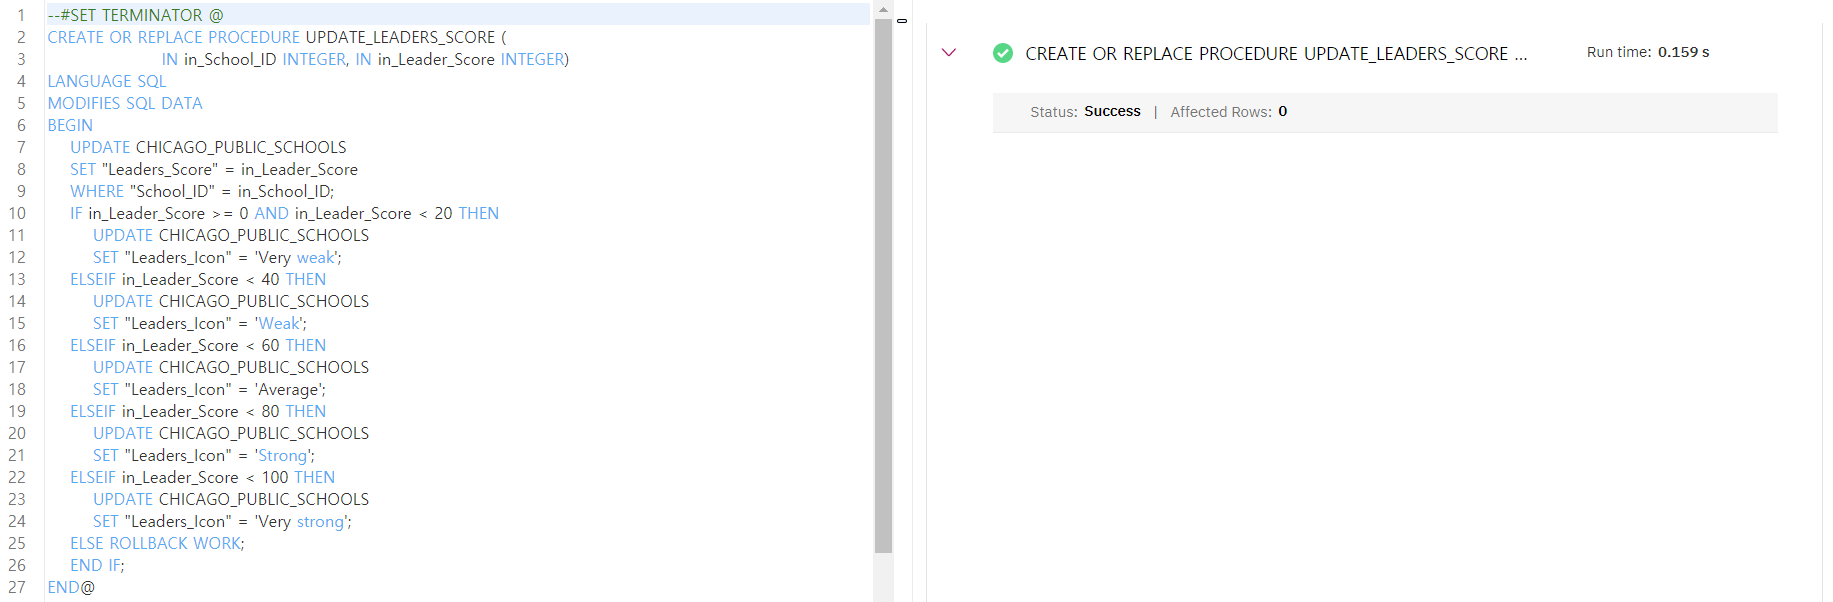 1 --#SET TERMINATOR @
2 CREATE OR REPLACE PROCEDURE UPDATE_LEADERS_SCORE (
3 IN in_School_ID INTEGER, IN in_Leader_Score INTEGER)
4 LANGUAGE SQL
5 MODIFIES SQL DATA
6 BEGIN
7 UPDATE CHICAGO_PUBLIC_SCHOOLS
8 SET "Leaders_Score" = in_Leader_Score
9 WHERE "School_ID" = in_School_ID;
10 IF in_Leader_Score >= 0 AND in_Leader_Score < 20 THEN
11 UPDATE CHICAGO_PUBLIC_SCHOOLS
12 SET "Leaders_Icon" = 'Very weak';
13 ELSEIF in_Leader_Score < 40 THEN
14 UPDATE CHICAGO_PUBLIC_SCHOOLS
15 SET "Leaders_Icon" = 'Weak';
16 ELSEIF in_Leader_Score < 60 THEN
17 UPDATE CHICAGO_PUBLIC_SCHOOLS
18 SET "Leaders_Icon" = 'Average';
19 ELSEIF in_Leader_Score < 80 THEN
20 UPDATE CHICAGO_PUBLIC_SCHOOLS
21 SET "Leaders_Icon" = 'Strong';
22 ELSEIF in_Leader_Score < 100 THEN
23 UPDATE CHICAGO_PUBLIC_SCHOOLS
24 SET "Leaders_Icon" = 'Very strong';
25 ELSE ROLLBACK WORK;
26 END IF;
27 END@
CREATE OR REPLACE PROCEDURE UPDATE_LEADERS_SCORE ... Run time: 0.159 s
Status: Success | Affected Rows: 0